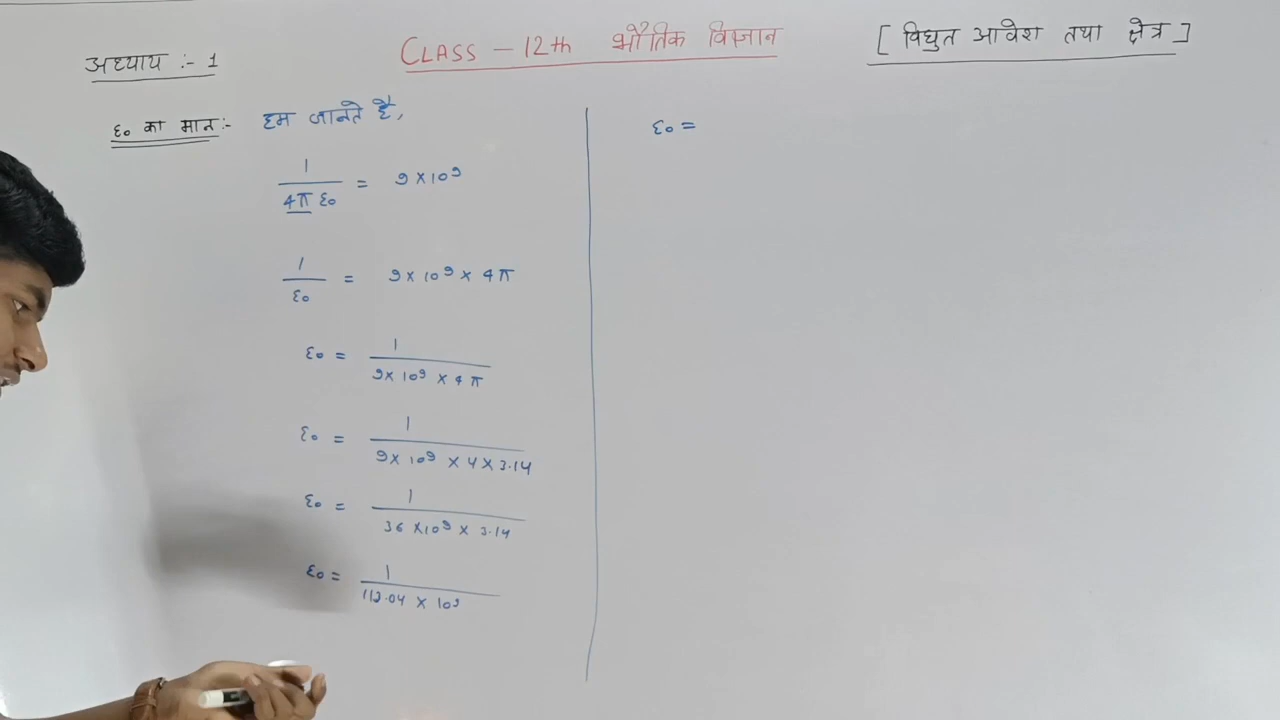 अध्याय :- 1
CLASS - 12th भौतिक विज्ञान
[ विघुत आवेश तथा क्षेत्र ]
ε₀ का मान:-
हम जानते है,
1/(4π ε₀) = 9 × 10⁹
1/ε₀ = 9 × 10⁹ × 4π
ε₀ = 1/(9 × 10⁹ × 4π)
ε₀ = 1/(9 × 10⁹ × 4 × 3.14)
ε₀ = 1/(36 × 10⁹ × 3.14)
ε₀ = 1/(113.04 × 10⁹)
ε₀ =